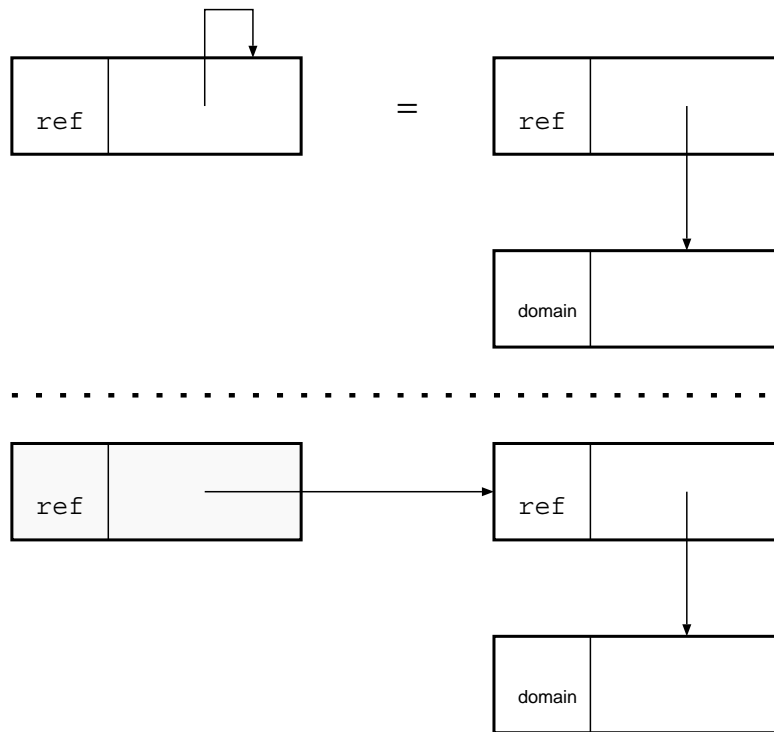 ref = ref
domain
ref ref
domain